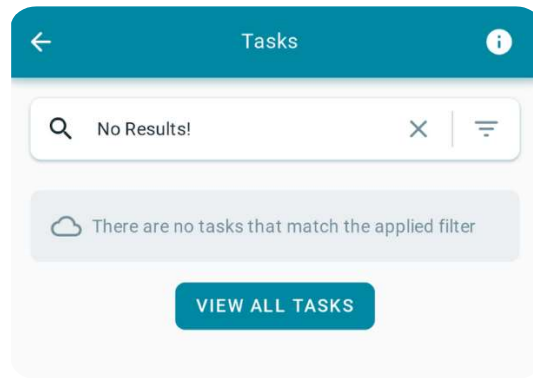 Tasks
No Results!
There are no tasks that match the applied filter
VIEW ALL TASKS